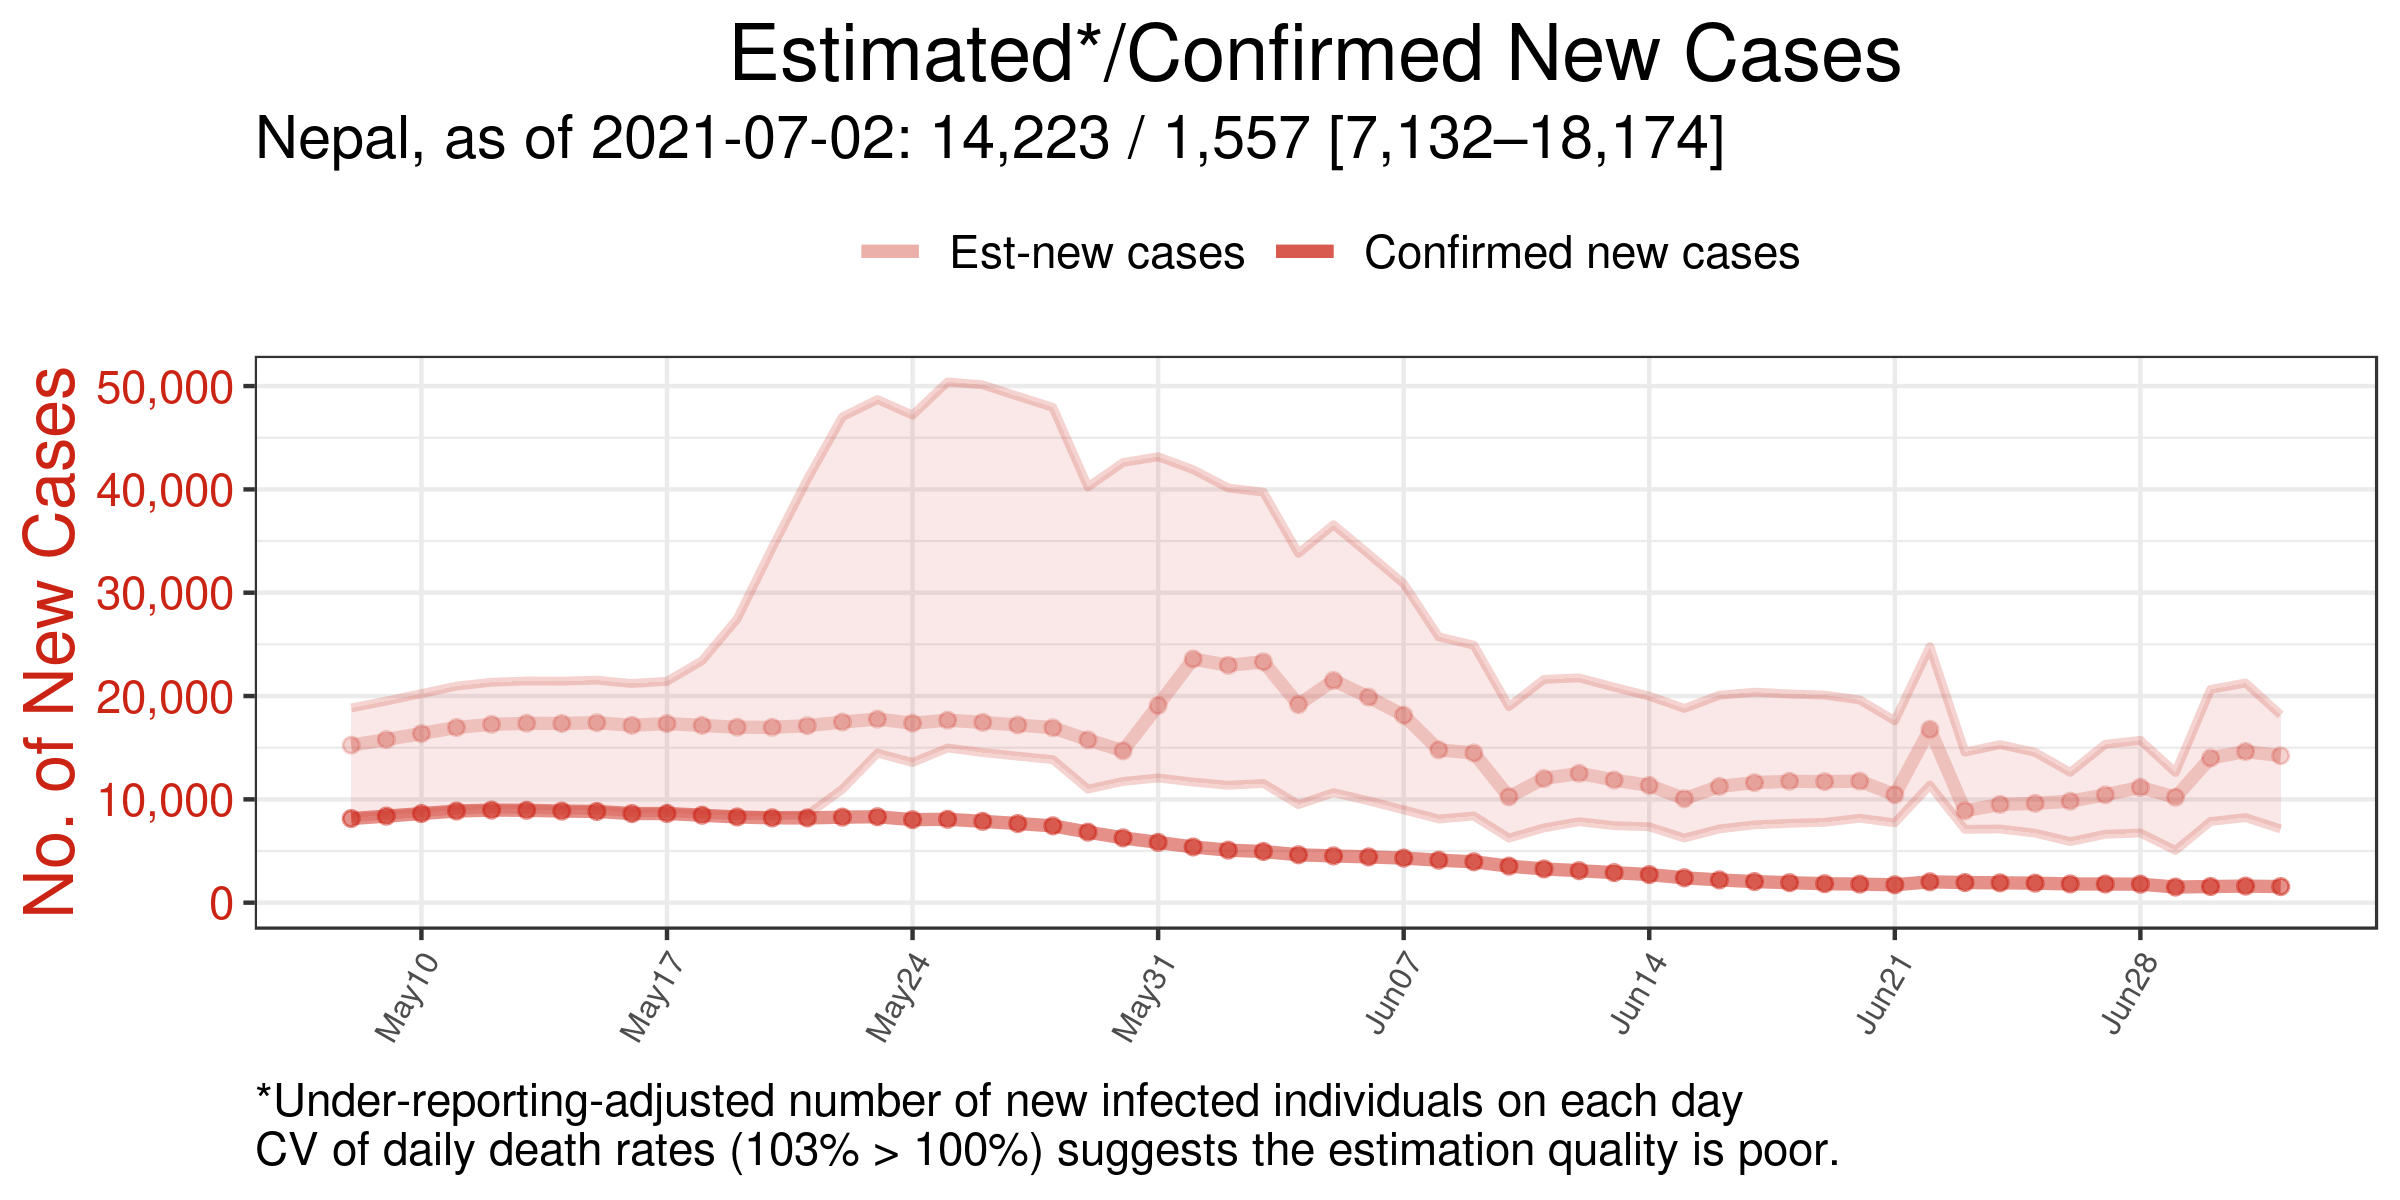 Estimated*/Confirmed New Cases
Nepal, as of 2021-07-02: 14,223 / 1,557 [7,132–18,174]
Est-new cases
Confirmed new cases
No. of New Cases
50,000
40,000
30,000
20,000
10,000
0
May10
May17
May24
May31
Jun07
Jun14
Jun21
Jun28
*Under-reporting-adjusted number of new infected individuals on each day
CV of daily death rates (103% > 100%) suggests the estimation quality is poor.